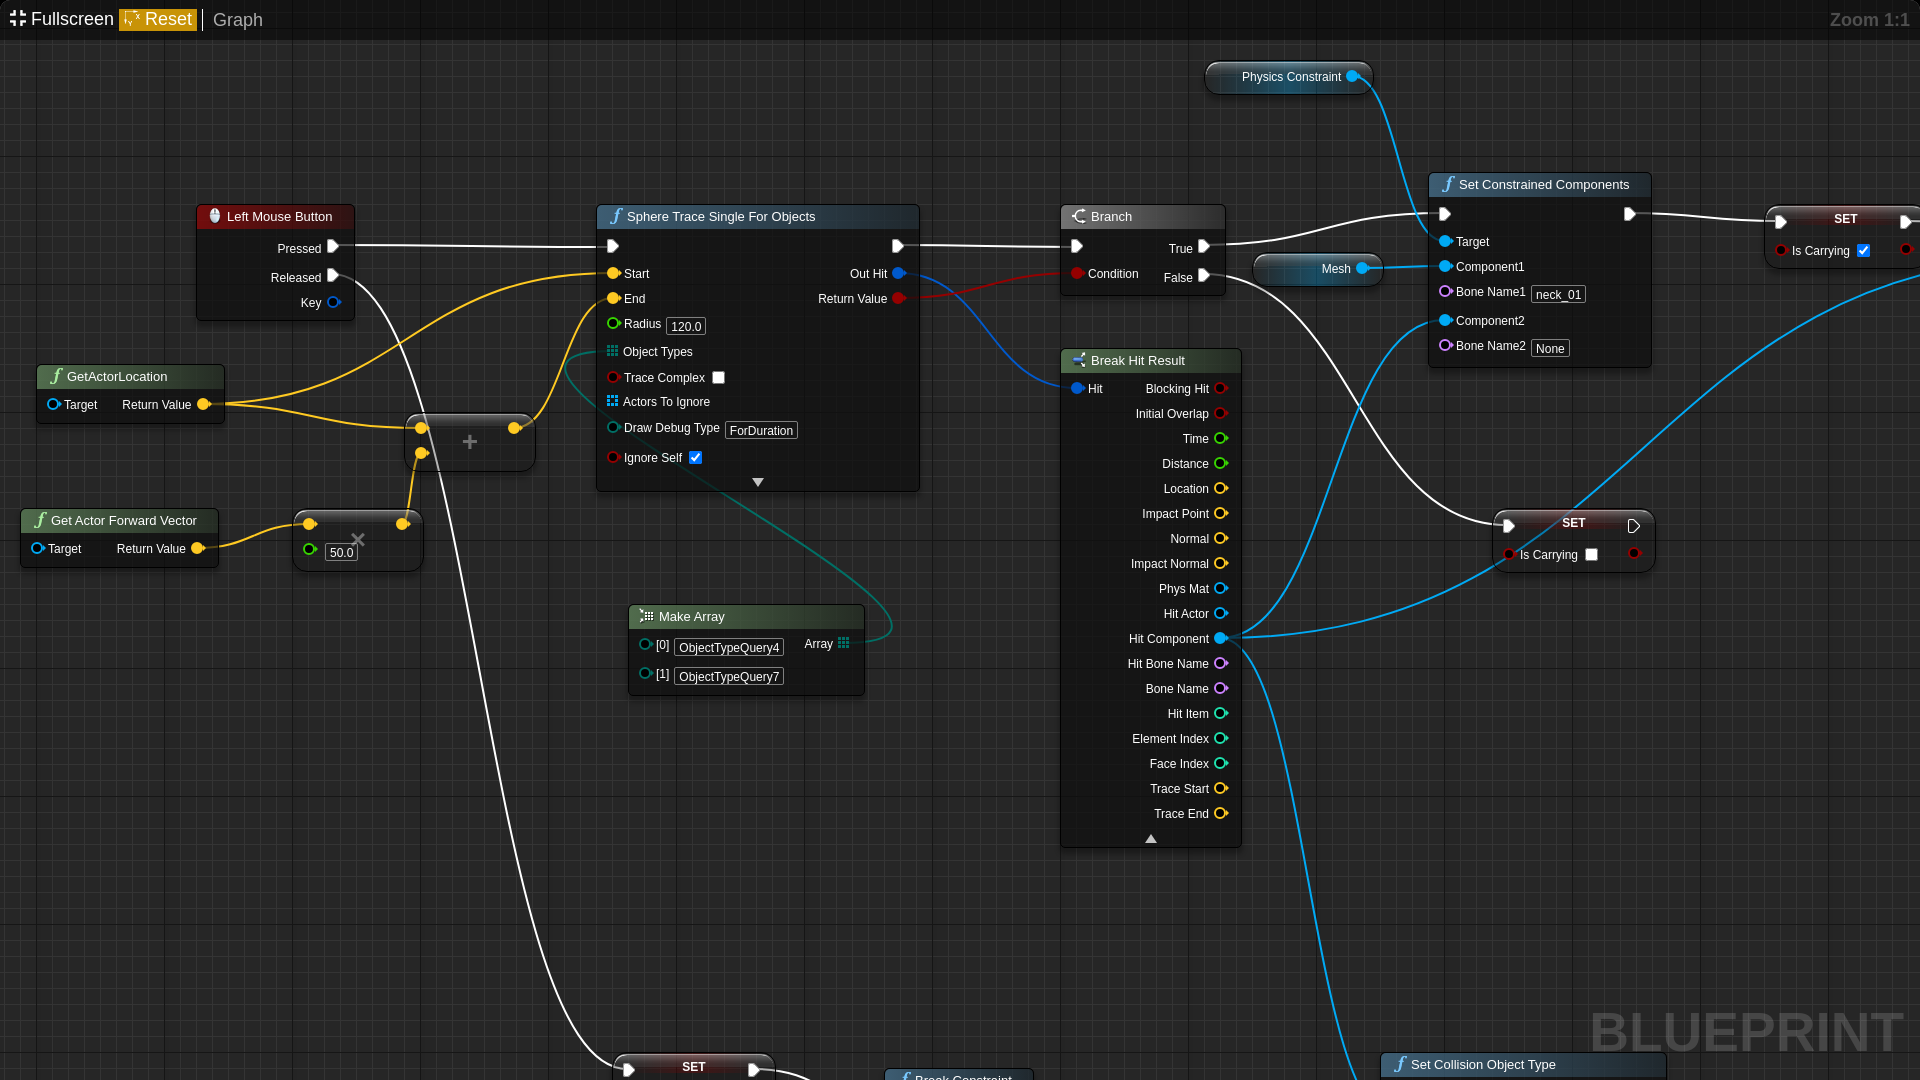 Fullscreen Reset Graph
Zoom 1:1
Physics Constraint
Set Constrained Components
Target
Component1
Bone Name1 neck_01
Component2
Bone Name2 None
SET
Is Carrying
Left Mouse Button
Pressed
Released
Key
Sphere Trace Single For Objects
Start
Out Hit
End
Return Value
Radius 120.0
Object Types
Trace Complex
Actors To Ignore
Draw Debug Type ForDuration
Ignore Self
Branch
True
Condition
False
Mesh
Break Hit Result
Hit
Blocking Hit
Initial Overlap
Time
Distance
Location
Impact Point
Normal
Impact Normal
Phys Mat
Hit Actor
Hit Component
Hit Bone Name
Bone Name
Hit Item
Element Index
Face Index
Trace Start
Trace End
GetActorLocation
Target Return Value
+
Get Actor Forward Vector
Target Return Value
×
50.0
SET
Is Carrying
Make Array
[0] ObjectTypeQuery4 Array
[1] ObjectTypeQuery7
BLUEPRINT
SET
Break Constraint
Set Collision Object Type